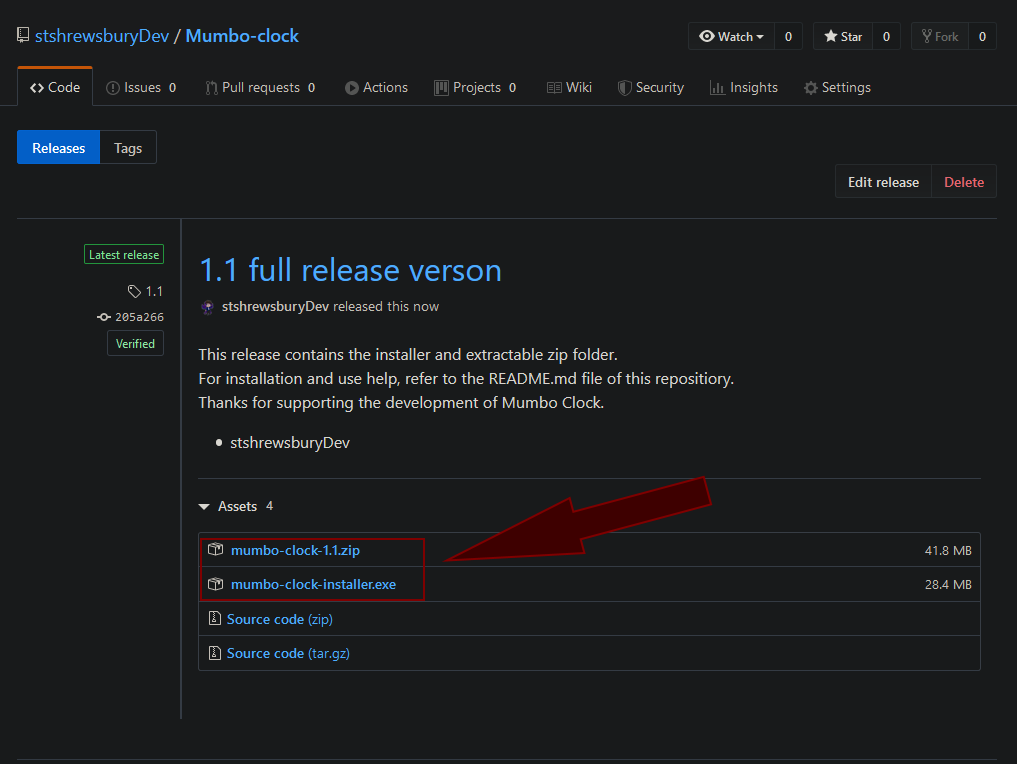 stshrewsburyDev / Mumbo-clock
Watch 0 Star 0 Fork 0
Code Issues 0 Pull requests 0 Actions Projects 0 Wiki Security Insights Settings
Releases Tags
Edit release Delete
Latest release
1.1
205a266
Verified
1.1 full release verson
stshrewsburyDev released this now
This release contains the installer and extractable zip folder.
For installation and use help, refer to the README.md file of this repositiory.
Thanks for supporting the development of Mumbo Clock.
• stshrewsburyDev
Assets 4
mumbo-clock-1.1.zip 41.8 MB
mumbo-clock-installer.exe 28.4 MB
Source code (zip)
Source code (tar.gz)